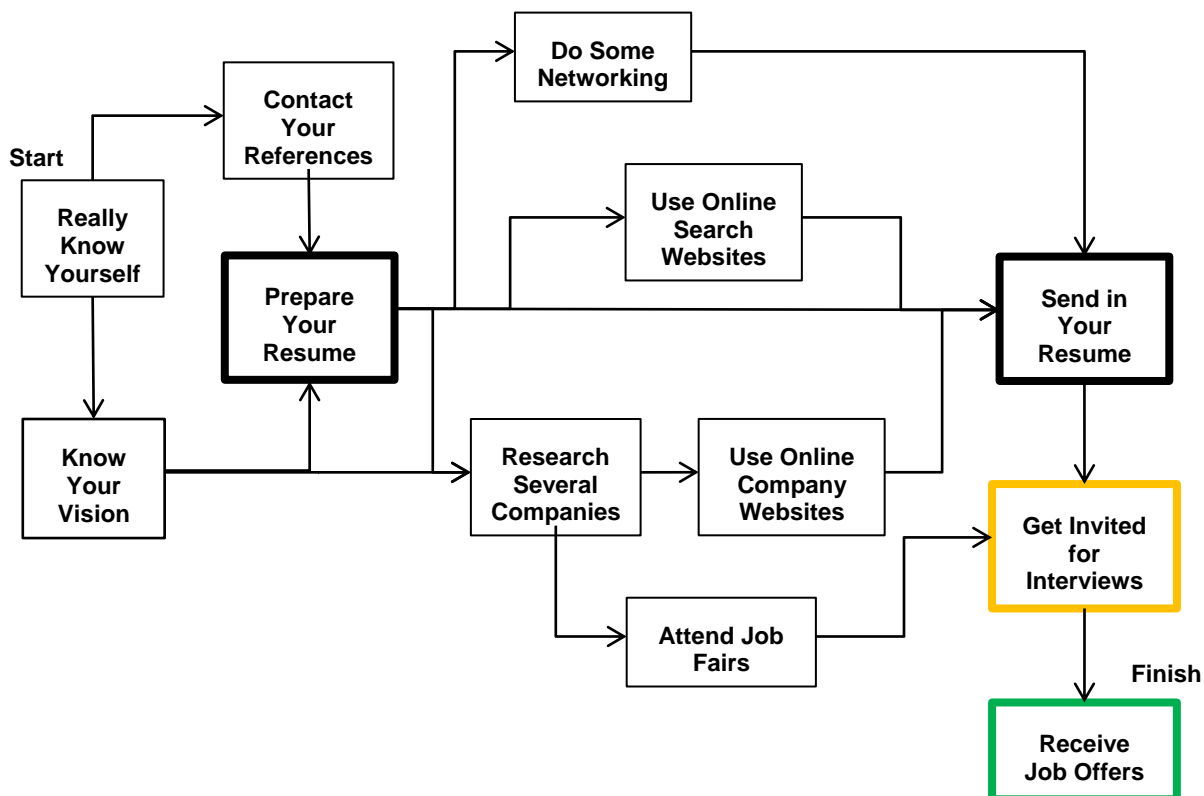 Do Some
Networking
Contact
Your
References
Start
Really
Know
Yourself
Use Online
Search
Websites
Prepare
Your
Resume
Send in
Your
Resume
Know
Your
Vision
Research
Several
Companies
Use Online
Company
Websites
Get Invited
for
Interviews
Attend Job
Fairs
Finish
Receive
Job Offers